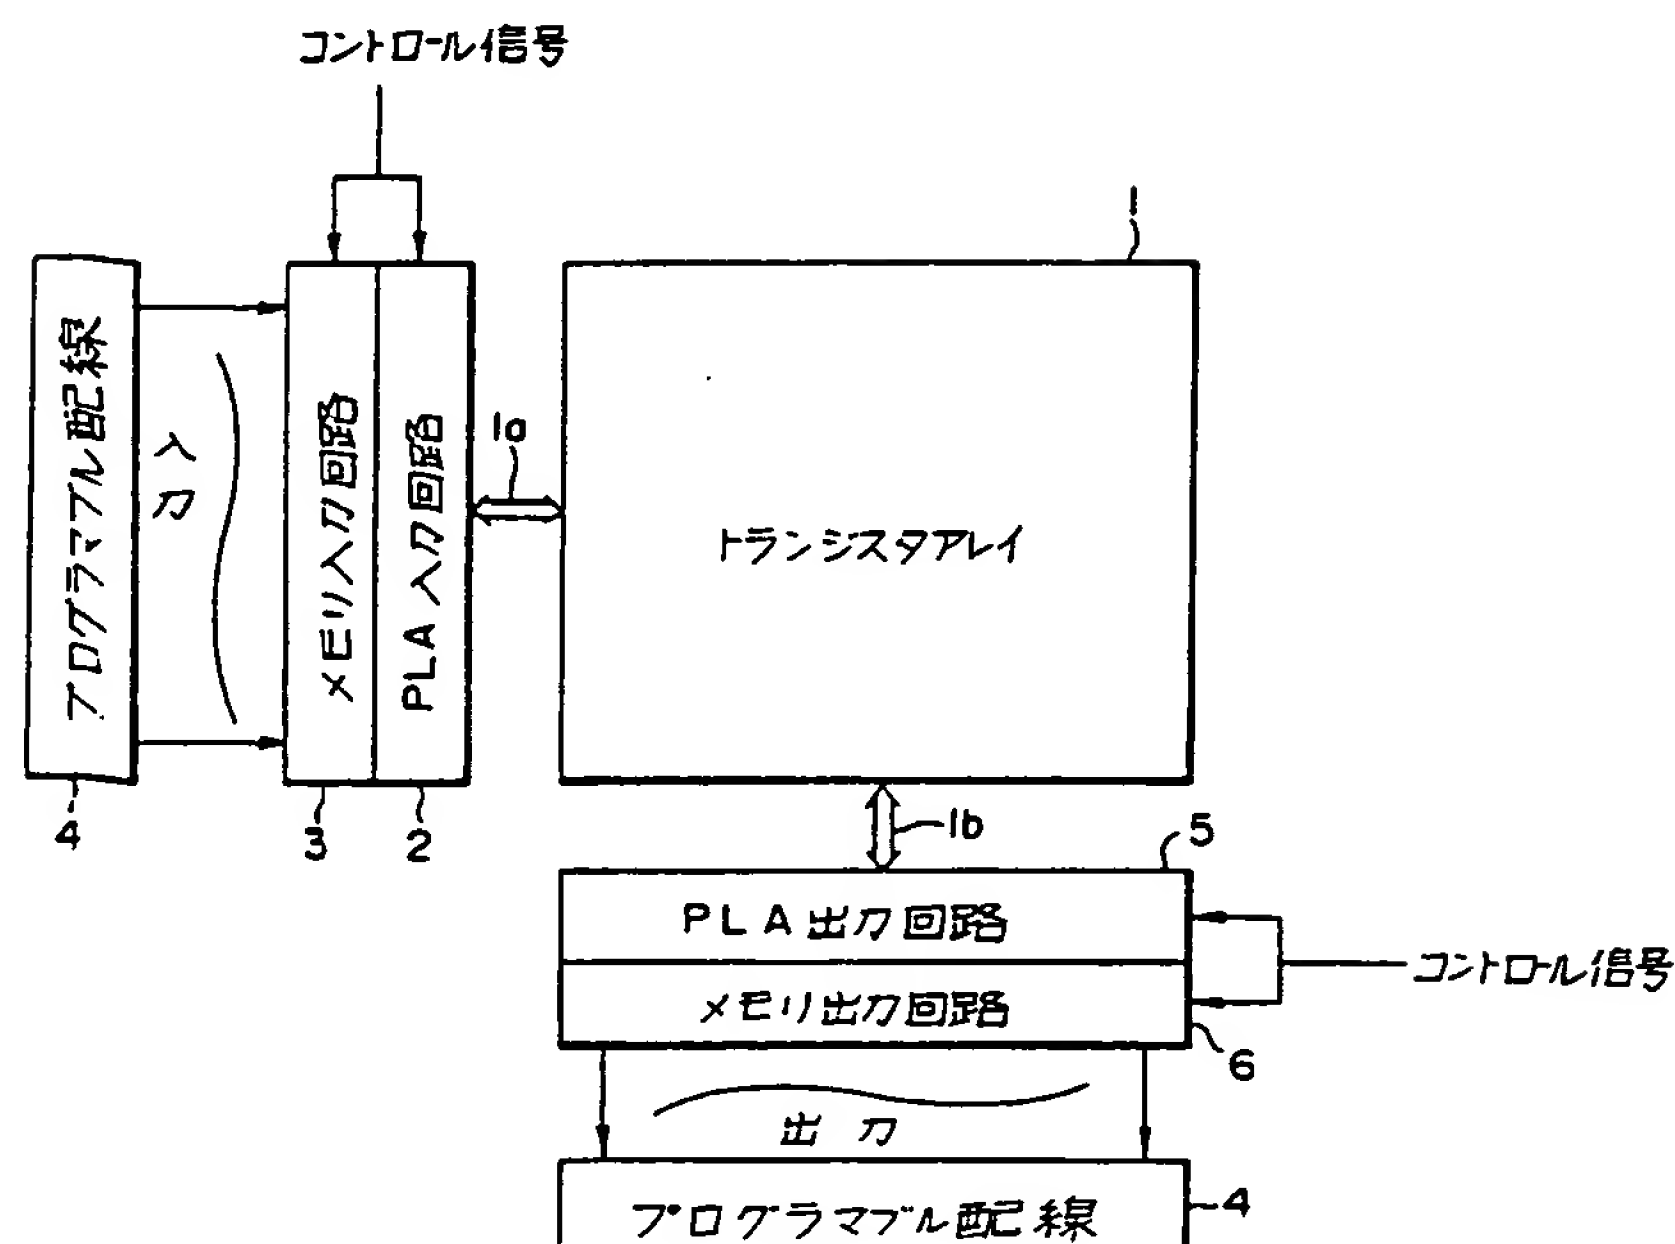 コントロール信号
1
プログラマブル配線
入力
メモリ入力回路
PLA入力回路
1a
トランジスタアレイ
4
3
2
1b
5
PLA出力回路
メモリ出力回路
コントロール信号
6
出力
プログラマブル配線
4